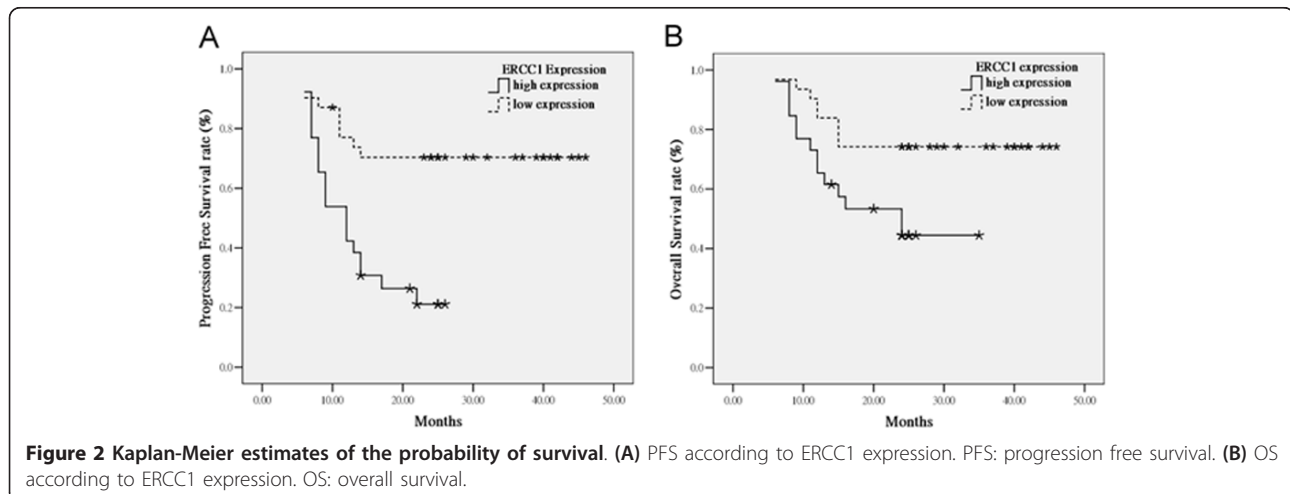 A
ERCC1 Expression
high expression
low expression
Progression Free Survival rate (%)
1.0
0.8
0.6
0.4
0.2
0.0
0.00 10.00 20.00 30.00 40.00 50.00
Months
B
ERCC1 expression
high expression
low expression
Overall Survival rate (%)
1.0
0.8
0.6
0.4
0.2
0.0
0.00 10.00 20.00 30.00 40.00 50.00
Months
Figure 2 Kaplan-Meier estimates of the probability of survival. (A) PFS according to ERCC1 expression. PFS: progression free survival. (B) OS
according to ERCC1 expression. OS: overall survival.